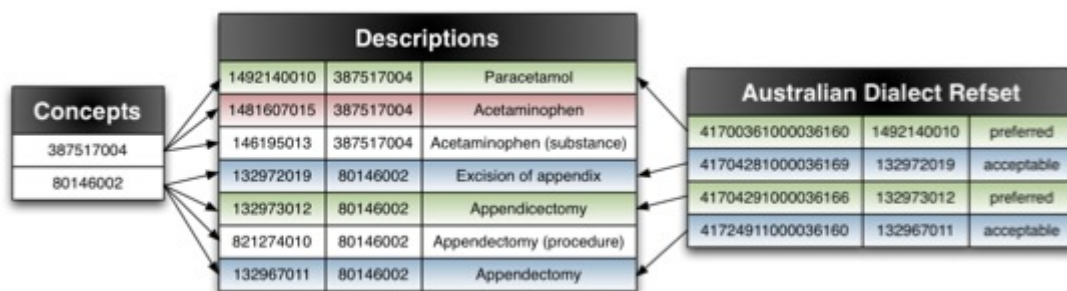 Concepts
387517004
80146002
Descriptions
1492140010 387517004 Paracetamol
1481607015 387517004 Acetaminophen
146195013 387517004 Acetaminophen (substance)
132972019 80146002 Excision of appendix
132973012 80146002 Appendicectomy
821274010 80146002 Appendectomy (procedure)
132967011 80146002 Appendectomy
Australian Dialect Refset
41700361000036160 1492140010 preferred
41704281000036169 132972019 acceptable
41704291000036166 132973012 preferred
41724911000036160 132967011 acceptable